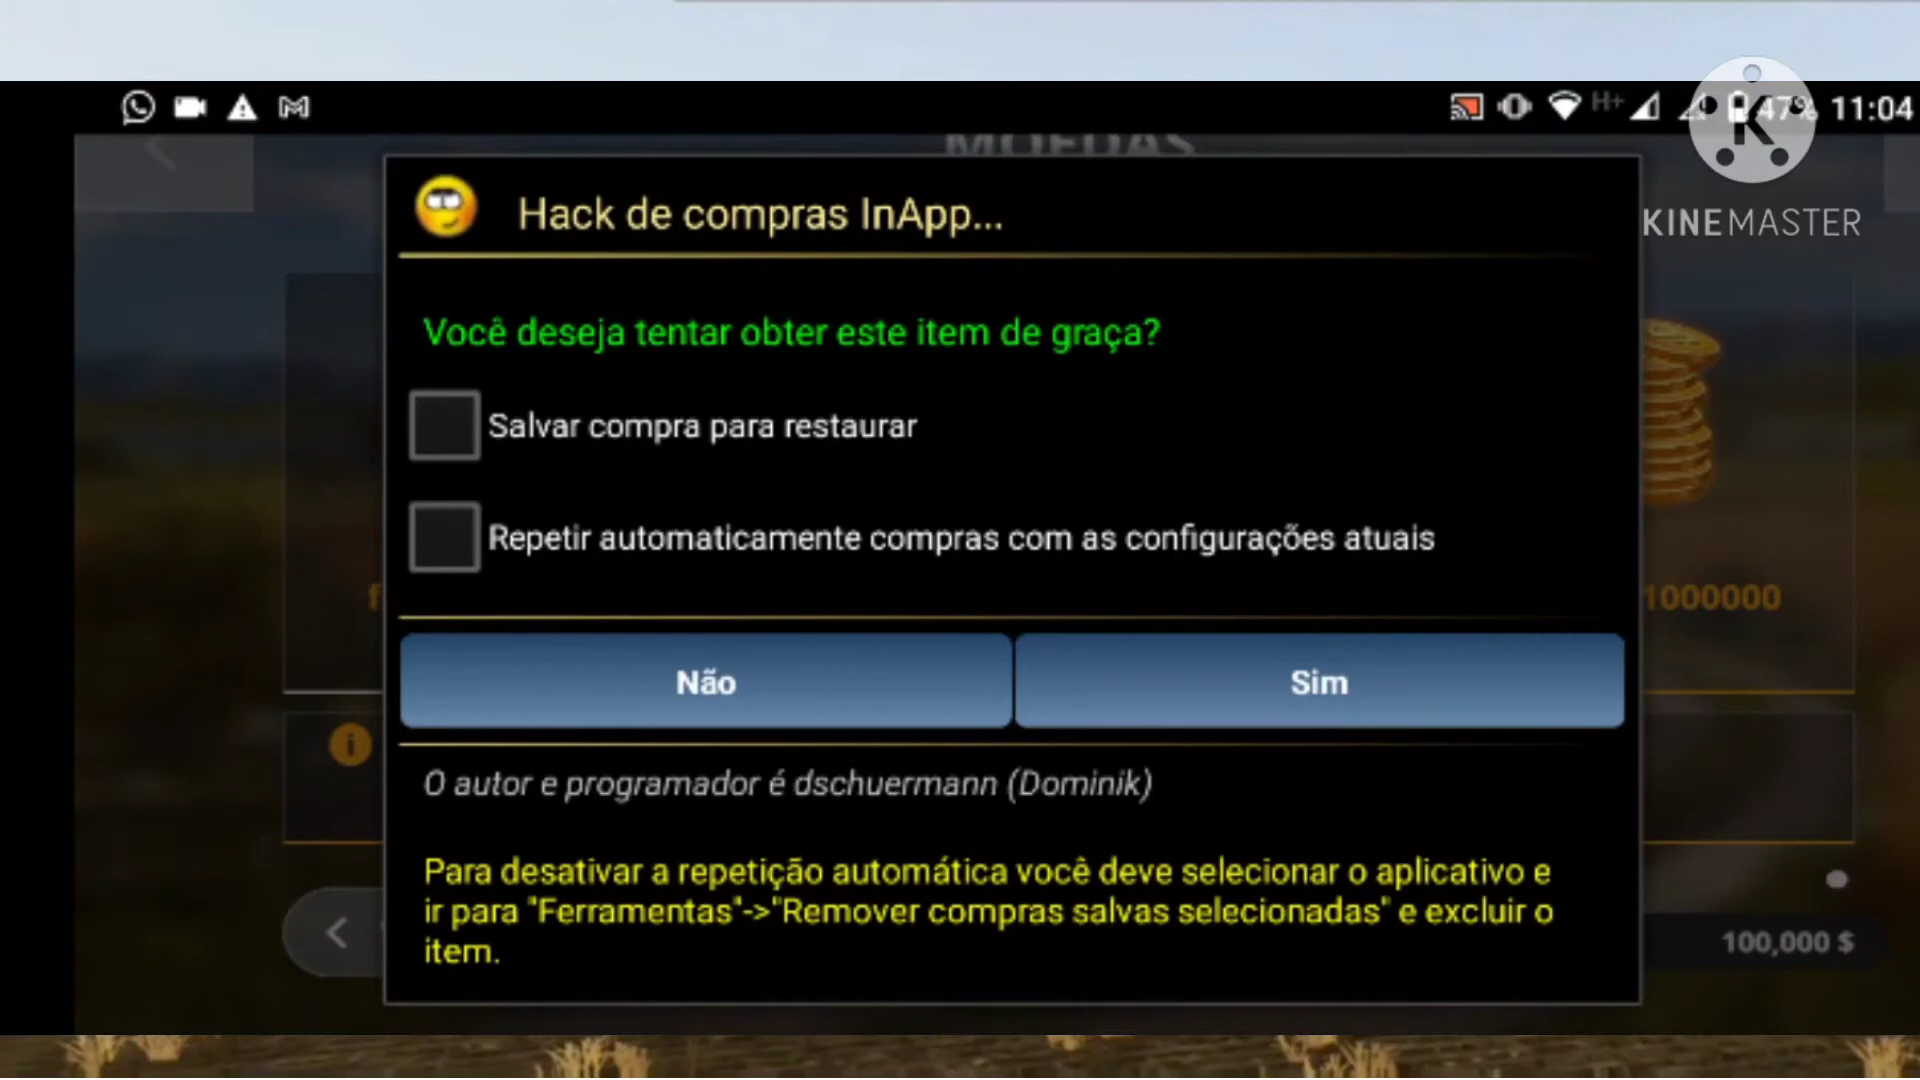 H+ 47% 11:04
MOEDAS
KINEMASTER
Hack de compras InApp...
Você deseja tentar obter este item de graça?
Salvar compra para restaurar
Repetir automaticamente compras com as configurações atuais
1000000
Não
Sim
O autor e programador é dschuermann (Dominik)
Para desativar a repetição automática você deve selecionar o aplicativo e
ir para "Ferramentas"->"Remover compras salvas selecionadas" e excluir o
item.
100,000 $